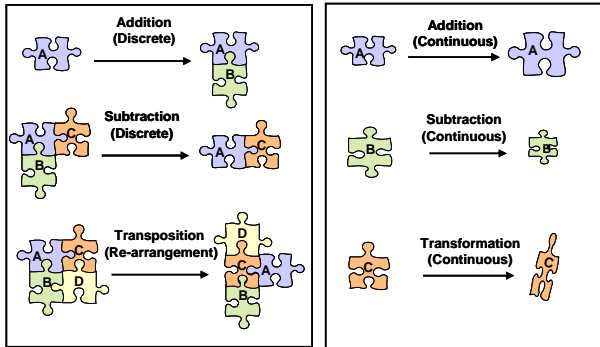 Addition
(Discrete)
A
A
B
Subtraction
(Discrete)
A
C
B
A
C
Transposition
(Re-arrangement)
A
C
B
D
D
C
A
B
Addition
(Continuous)
A
A
Subtraction
(Continuous)
B
B
Transformation
(Continuous)
C
C